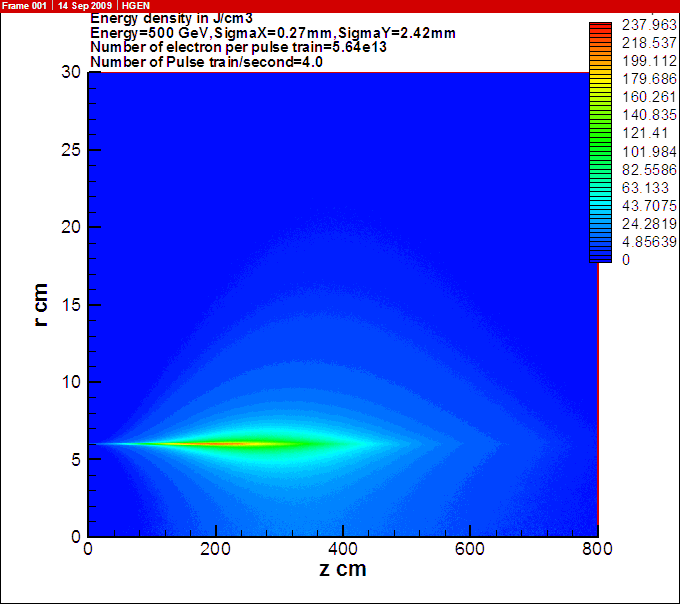 Frame 001 | 14 Sep 2009 | HGEN
Energy density in J/cm3
Energy=500 GeV,SigmaX=0.27mm,SigmaY=2.42mm
Number of electron per pulse train=5.64e13
Number of Pulse train/second=4.0
237.963
218.537
199.112
179.686
160.261
140.835
121.41
101.984
82.5586
63.133
43.7075
24.2819
4.85639
0
30
25
20
15
10
5
0
r cm
0 200 400 600 800
z cm